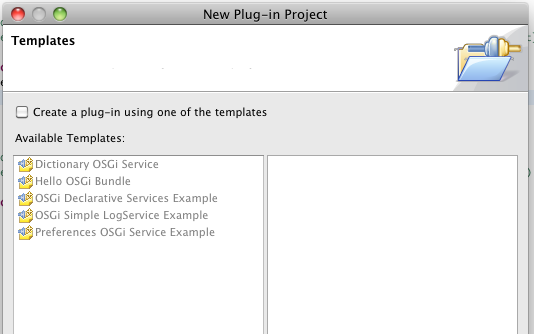 New Plug-in Project
Templates
Create a plug-in using one of the templates
Available Templates:
Dictionary OSGi Service
Hello OSGi Bundle
OSGi Declarative Services Example
OSGi Simple LogService Example
Preferences OSGi Service Example